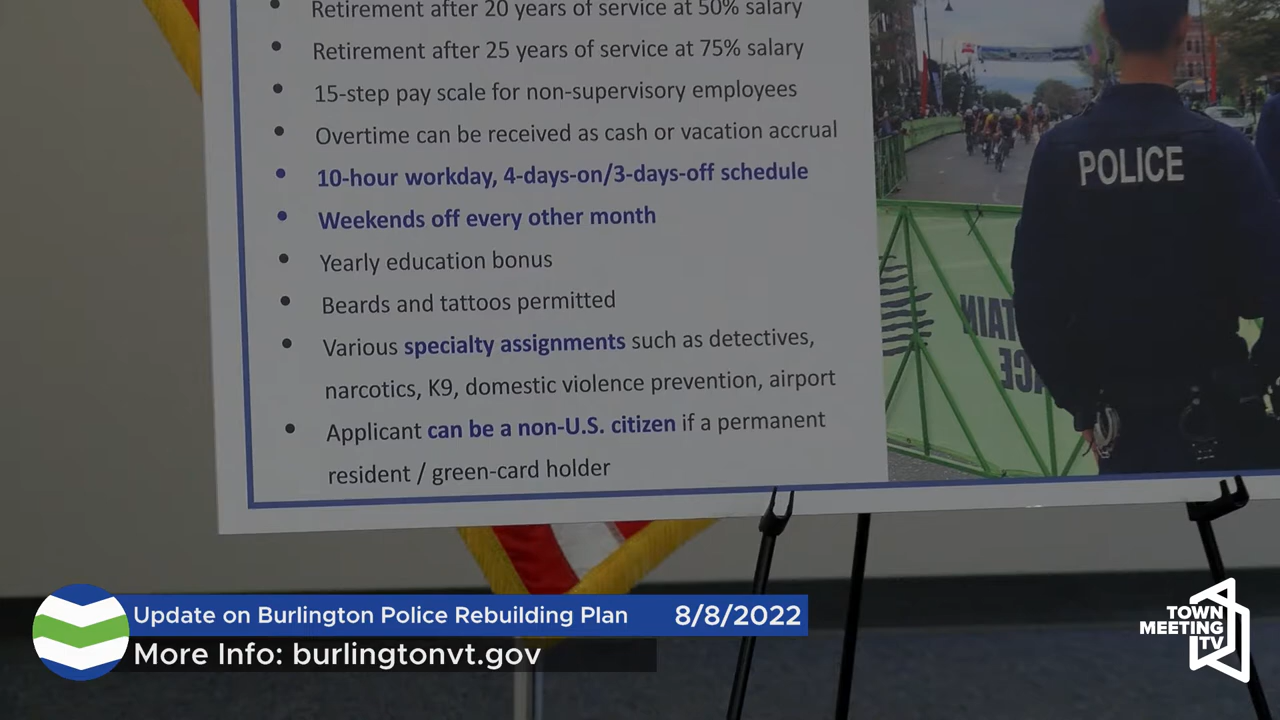 Retirement after 20 years of service at 50% salary
Retirement after 25 years of service at 75% salary
15-step pay scale for non-supervisory employees
Overtime can be received as cash or vacation accrual
10-hour workday, 4-days-on/3-days-off schedule
Weekends off every other month
Yearly education bonus
Beards and tattoos permitted
Various specialty assignments such as detectives,
narcotics, K9, domestic violence prevention, airport
Applicant can be a non-U.S. citizen if a permanent
resident / green-card holder
POLICE
Update on Burlington Police Rebuilding Plan 8/8/2022
More Info: burlingtonvt.gov
TOWN
MEETING
TV